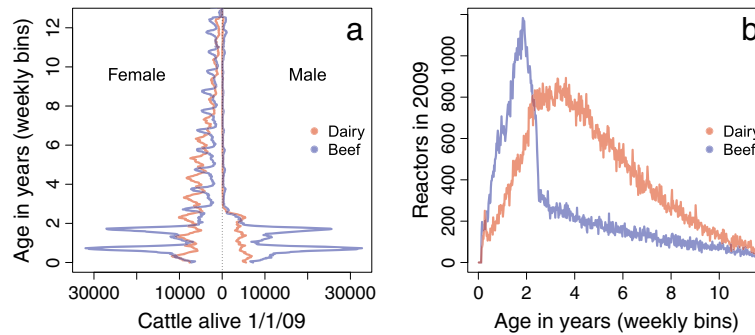 a
Female
Male
Dairy
Beef
Age in years (weekly bins)
0 2 4 6 8 10 12
30000 10000 0 10000 30000
Cattle alive 1/1/09
b
Dairy
Beef
Reactors in 2009
0 200 400 600 800 1000
0 2 4 6 8 10
Age in years (weekly bins)